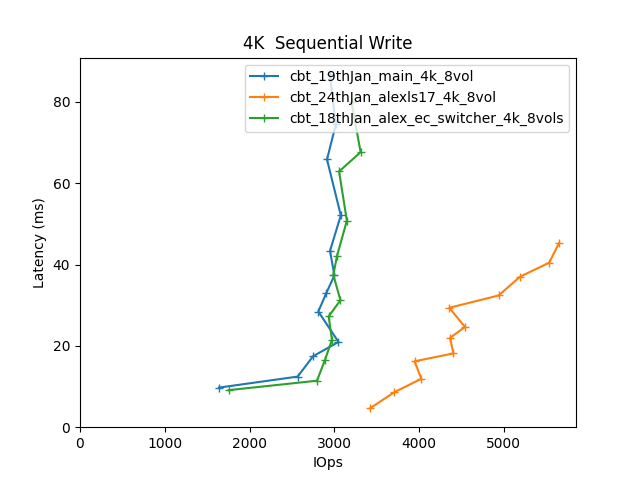 4K  Sequential Write
cbt_19thJan_main_4k_8vol
cbt_24thJan_alexls17_4k_8vol
cbt_18thJan_alex_ec_switcher_4k_8vols
Latency (ms)
80
60
40
20
0
0 1000 2000 3000 4000 5000
IOps